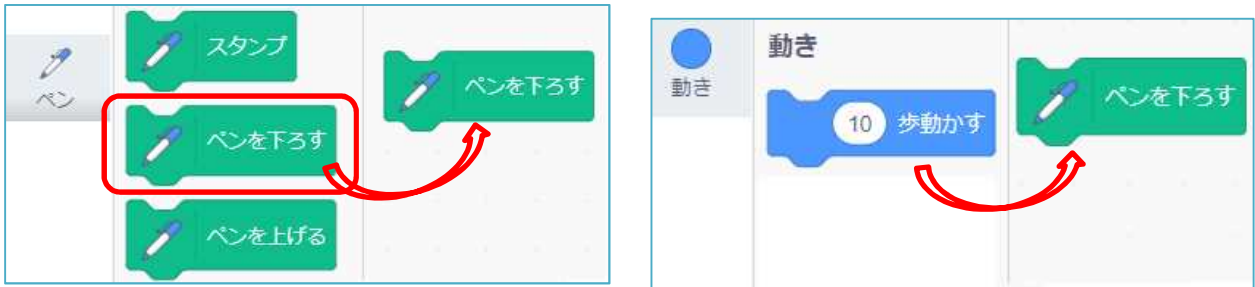 ペン
スタンプ
ペンを下ろす
ペンを上げる
ペンを下ろす
動き
動き
10 歩動かす
ペンを下ろす